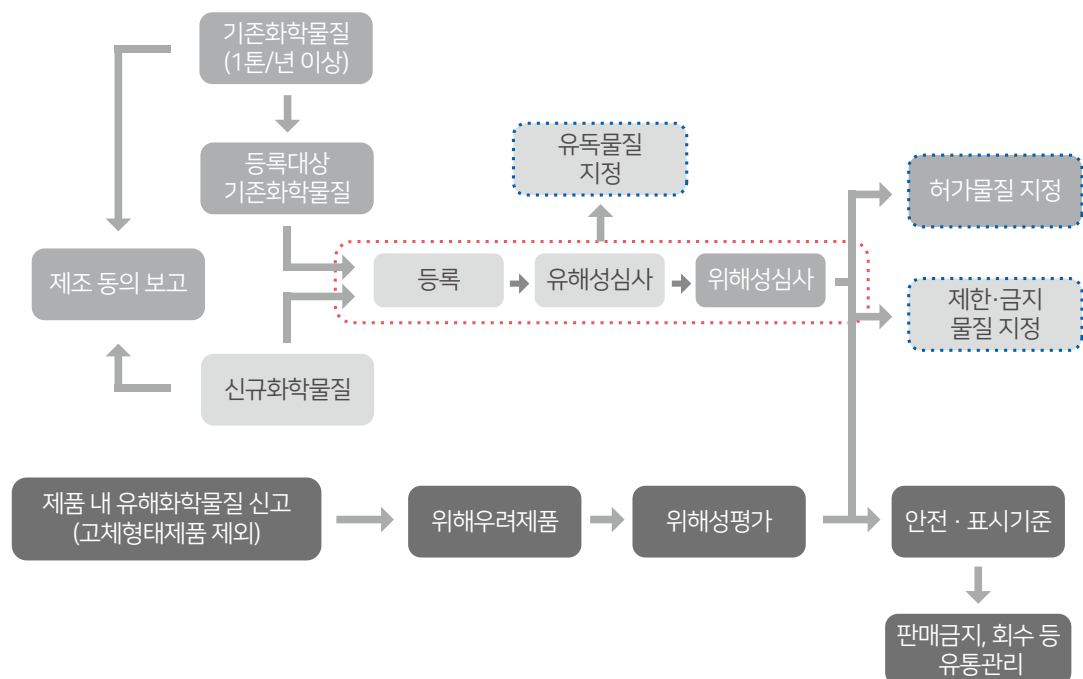 기존화학물질
(1톤/년 이상)
등록대상
기존화학물질
유독물질
지정
허가물질 지정
제조 동의 보고
등록
유해성심사
위해성심사
제한·금지
물질 지정
신규화학물질
제품 내 유해화학물질 신고
(고체형태제품 제외)
위해우려제품
위해성평가
안전 · 표시기준
판매금지, 회수 등
유통관리